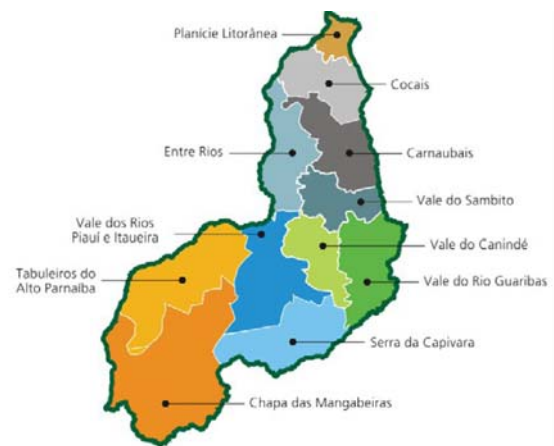 Planície Litorânea
Cocais
Entre Rios
Carnaubais
Vale do Sambito
Vale dos Rios
Piauí e Itaueira
Vale do Canindé
Tabuleiros do
Alto Parnaíba
Vale do Rio Guaribas
Serra da Capivara
Chapa das Mangabeiras